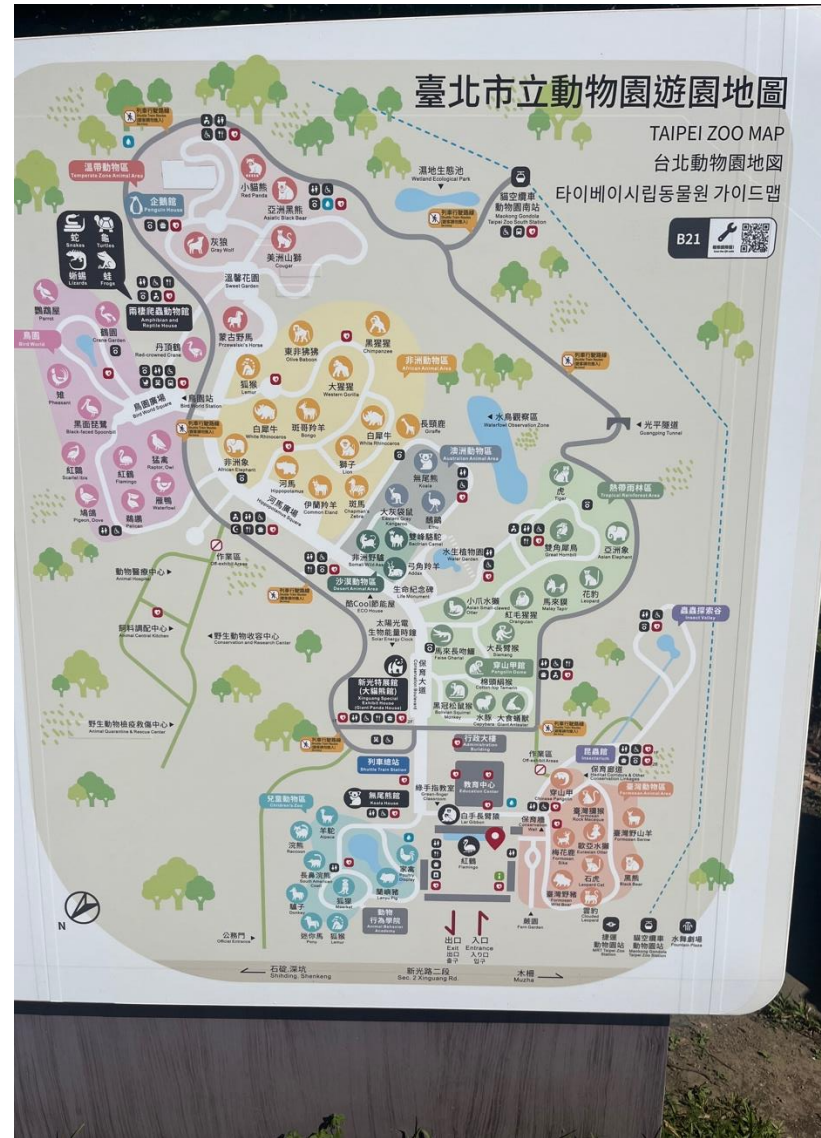 臺北市立動物園遊園地圖
TAIPEI ZOO MAP
台北動物園地図
타이베이시립동물원 가이드맵
B21
溫帶動物區
Temperate Zone Animal Area
企鵝館
Penguin House
小貓熊
Red Panda
亞洲黑熊
Asiatic Black Bear
灰狼
Gray Wolf
美洲山獅
Cougar
溫馨花園
Sweet Garden
蒙古野馬
Przewalski's Horse
濕地生態池
Wetland Ecological Park
貓空纜車
動物園南站
Maokong Gondola
Taipei Zoo South Station
蛇
Snakes
龜
Turtles
蜥蜴
Lizards
蛙
Frogs
兩棲爬蟲動物館
Amphibian and
Reptile House
鸚鵡屋
Parrot
鳥園
Bird World
鶴園
Crane Garden
丹頂鶴
Red-crowned Crane
雉
Pheasant
鳥園廣場
Bird World Square
鳥園站
Bird World Station
黑面琵鷺
Black-faced Spoonbill
紅䴉
Scarlet Ibis
紅鶴
Flamingo
猛禽
Raptor, Owl
鳩鴿
Pigeon, Dove
鵜鶘
Pelican
雁鴨
Waterfowl
非洲動物區
African Animal Area
東非狒狒
Olive Baboon
黑猩猩
Chimpanzee
狐猴
Lemur
大猩猩
Western Gorilla
白犀牛
White Rhinoceros
斑哥羚羊
Bongo
白犀牛
White Rhinoceros
長頸鹿
Giraffe
非洲象
African Elephant
河馬
Hippopotamus
獅子
Lion
伊蘭羚羊
Common Eland
斑馬
Chapman's
Zebra
河馬廣場
Hippopotamus Square
水鳥觀察區
Waterfowl Observation Zone
光平隧道
Guangping Tunnel
澳洲動物區
Australian Animal Area
無尾熊
Koala
大灰袋鼠
Eastern Gray
Kangaroo
鴯鶓
Emu
熱帶雨林區
Tropical Rainforest Area
虎
Tiger
雙角犀鳥
Great Hornbill
亞洲象
Asian Elephant
花豹
Leopard
馬來貘
Malay Tapir
小爪水獺
Asian Small-clawed
Otter
紅毛猩猩
Orangutan
馬來長吻鱷
False Gharial
大長臂猿
Siamang
穿山甲館
Pangolin Dome
棉頭絹猴
Cotton-top Tamarin
黑冠松鼠猴
Bolivian Squirrel
Monkey
水豚
Capybara
大食蟻獸
Giant Anteater
非洲野驢
Somali Wild Ass
雙峰駱駝
Bactrian Camel
弓角羚羊
Addax
沙漠動物區
Desert Animal Area
水生植物園
Water Garden
生命紀念碑
Life Monument
酷Cool節能屋
ECO House
太陽光電
生物能量時鐘
Solar Energy Clock
保育大道
Conservation Boulevard
新光特展館
(大貓熊館)
Xinguang Special
Exhibit House
(Giant Panda House)
作業區
Off-exhibit Areas
動物醫療中心
Animal Hospital
飼料調配中心
Animal Central Kitchen
野生動物收容中心
Conservation and Research Center
野生動物檢疫救傷中心
Animal Quarantine & Rescue Center
蟲蟲探索谷
Insect Valley
昆蟲館
Insectarium
作業區
Off-exhibit Areas
保育廊道
行政大樓
Administration
Building
列車總站
Shuttle Train Station
教育中心
Education Center
綠手指教室
Green-finger
Classroom
無尾熊館
Koala House
白手長臂猿
Lar Gibbon
紅鶴
Flamingo
保育牆
Conservation
Wall
兒童動物區
Children's Zoo
羊駝
Alpaca
浣熊
Raccoon
長鼻浣熊
South American
Coati
狐獴
Meerkat
蘭嶼豬
Lanyu Pig
家禽
Poultry
Display
驢子
Donkey
迷你馬
Pony
狐猴
Lemur
動物
行為學院
Animal Behavior
Academy
臺灣動物區
Formosan Animal Area
穿山甲
Chinese Pangolin
臺灣獼猴
Formosan
Rock Macaque
臺灣野山羊
Formosan Serow
梅花鹿
Formosan
Sika
歐亞水獺
Eurasian Otter
石虎
Leopard Cat
黑熊
Black Bear
臺灣野豬
Formosan
Wild Boar
雲豹
Clouded
Leopard
蕨園
Fern Garden
出口
Exit
出口
출구
入口
Entrance
入り口
입구
捷運
動物園站
MRT Taipei Zoo
Station
貓空纜車
動物園站
Maokong Gondola
Taipei Zoo Station
水舞劇場
Fountain Plaza
N
公務門
Official Entrance
石碇,深坑
Shihding, Shenkeng
新光路二段
Sec. 2 Xinguang Rd.
木柵
Muzha